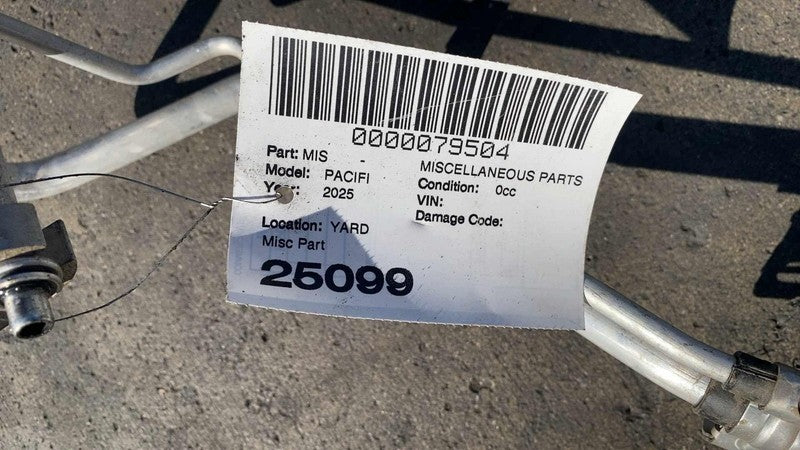 0000079504
Part: MIS - MISCELLANEOUS PARTS
Model: PACIFI Condition: 0cc
Year: 2025 VIN:
Damage Code:
Location: YARD
Misc Part
25099